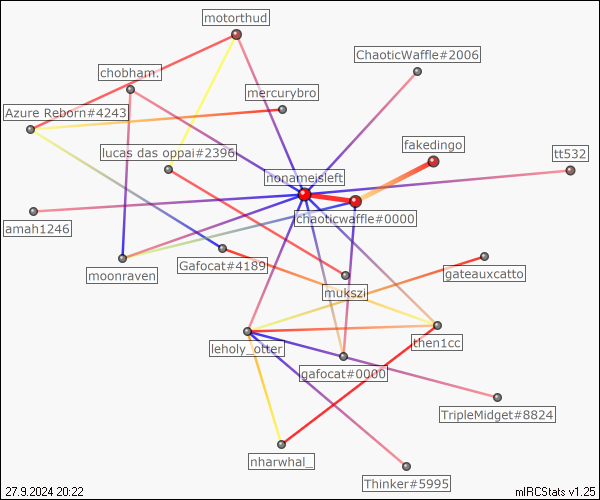 motorthud
ChaoticWaffle#2006
chobham.
mercurybro
Azure Reborn#4243
fakedingo
lucas das oppai#2396
tt532
nonameisleft
chaoticwaffle#0000
amah1246
Gafocat#4189
moonraven
gateauxcatto
mukszi
then1cc
leholy_otter
gafocat#0000
TripleMidget#8824
nharwhal_
Thinker#5995
27.9.2024 20:22
mIRCStats v1.25